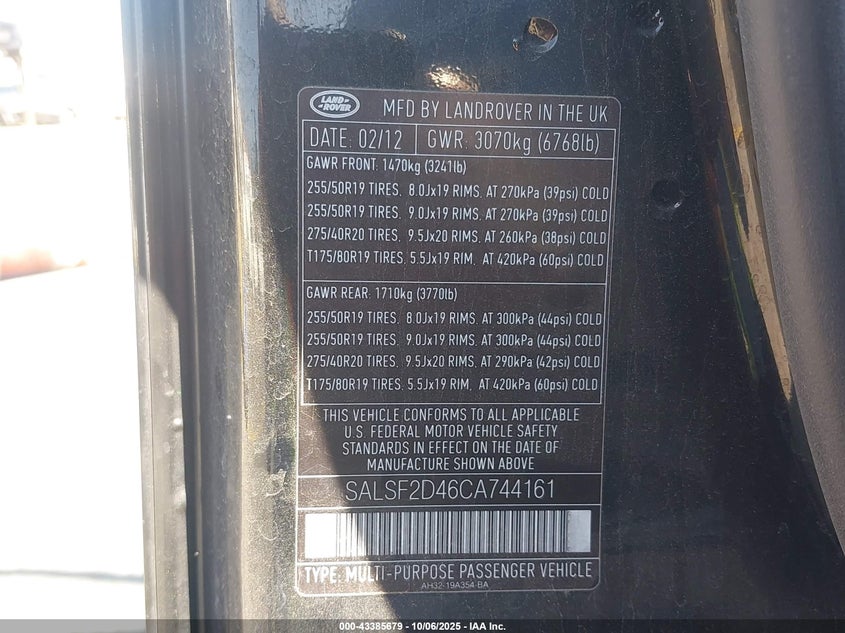 LAND ROVER
MFD BY LANDROVER IN THE UK
DATE: 02/12 GWR: 3070kg (6768lb)
GAWR FRONT: 1470kg (3241lb)
255/50R19 TIRES, 8.0Jx19 RIMS. AT 270kPa (39psi) COLD
255/50R19 TIRES, 9.0Jx19 RIMS. AT 270kPa (39psi) COLD
275/40R20 TIRES, 9.5Jx20 RIMS. AT 260kPa (38psi) COLD
T175/80R19 TIRES, 5.5Jx19 RIM, AT 420kPa (60psi) COLD
GAWR REAR: 1710kg (3770lb)
255/50R19 TIRES, 8.0Jx19 RIMS. AT 300kPa (44psi) COLD
255/50R19 TIRES, 9.0Jx19 RIMS. AT 300kPa (44psi) COLD
275/40R20 TIRES, 9.5Jx20 RIMS. AT 290kPa (42psi) COLD
T175/80R19 TIRES, 5.5Jx19 RIM, AT 420kPa (60psi) COLD
THIS VEHICLE CONFORMS TO ALL APPLICABLE
U.S. FEDERAL MOTOR VEHICLE SAFETY
STANDARDS IN EFFECT ON THE DATE OF
MANUFACTURE SHOWN ABOVE
SALSF2D46CA744161
TYPE: MULTI-PURPOSE PASSENGER VEHICLE
AH32-19A354-BA
000-43385679 - 10/06/2025 - IAA Inc.